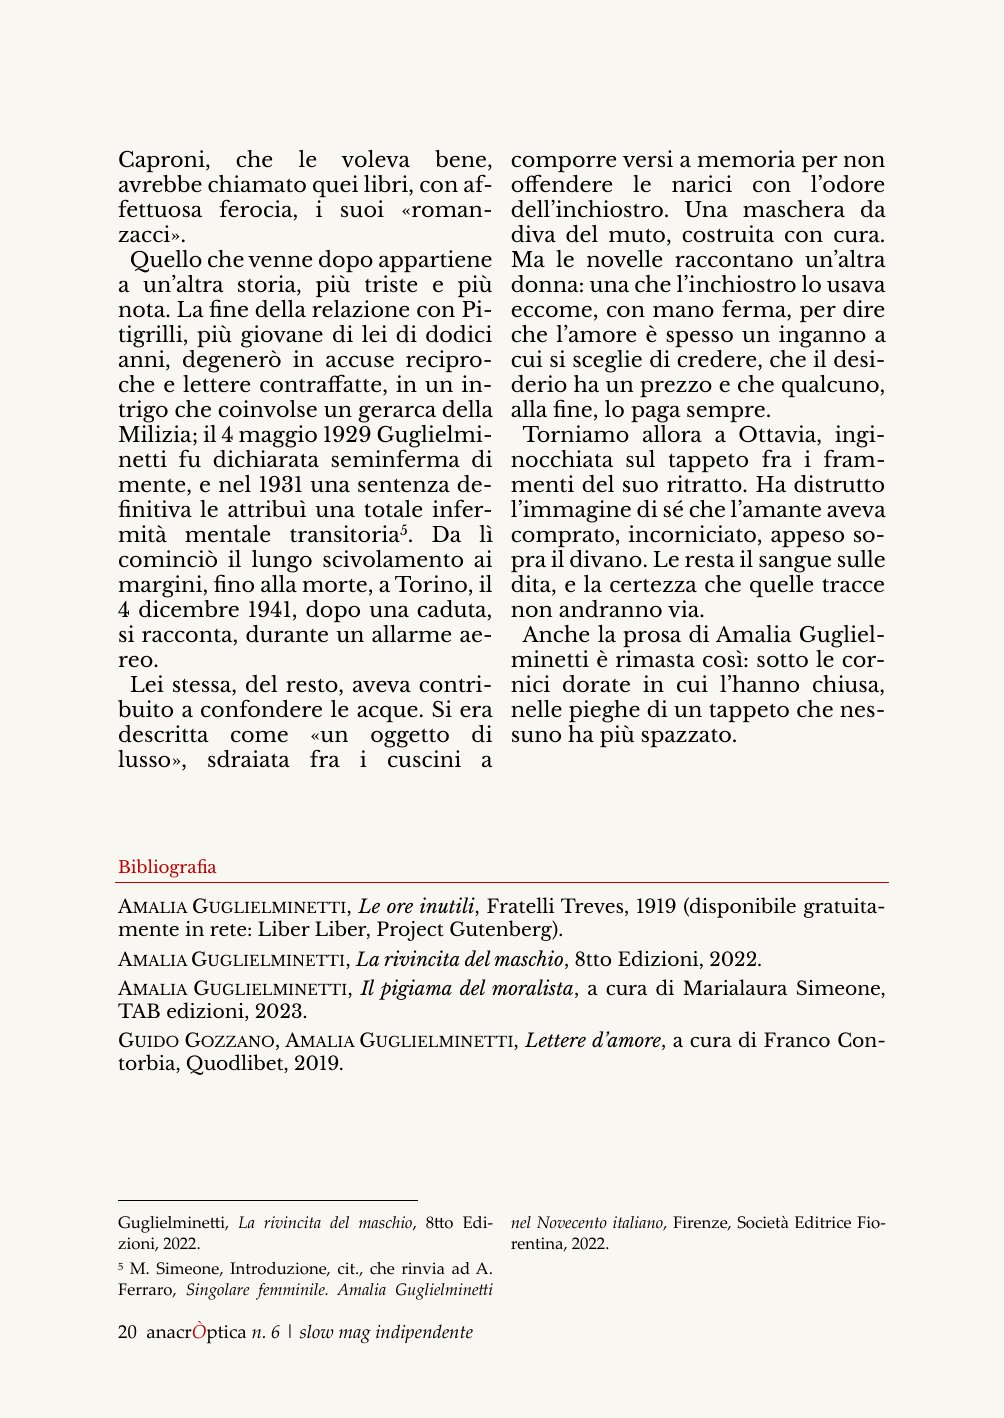 Caproni, che le voleva bene,
avrebbe chiamato quei libri, con af-
fettuosa ferocia, i suoi «roman-
zacci».
Quello che venne dopo appartiene
a un’altra storia, più triste e più
nota. La fine della relazione con Pi-
tigrilli, più giovane di lei di dodici
anni, degenerò in accuse recipro-
che e lettere contraffatte, in un in-
trigo che coinvolse un gerarca della
Milizia; il 4 maggio 1929 Guglielmi-
netti fu dichiarata seminferma di
mente, e nel 1931 una sentenza de-
finitiva le attribuì una totale infer-
mità mentale transitoria⁵. Da lì
cominciò il lungo scivolamento ai
margini, fino alla morte, a Torino, il
4 dicembre 1941, dopo una caduta,
si racconta, durante un allarme ae-
reo.
Lei stessa, del resto, aveva contri-
buito a confondere le acque. Si era
descritta come «un oggetto di
lusso», sdraiata fra i cuscini a
comporre versi a memoria per non
offendere le narici con l’odore
dell’inchiostro. Una maschera da
diva del muto, costruita con cura.
Ma le novelle raccontano un’altra
donna: una che l’inchiostro lo usava
eccome, con mano ferma, per dire
che l’amore è spesso un inganno a
cui si sceglie di credere, che il desi-
derio ha un prezzo e che qualcuno,
alla fine, lo paga sempre.
Torniamo allora a Ottavia, ingi-
nocchiata sul tappeto fra i fram-
menti del suo ritratto. Ha distrutto
l’immagine di sé che l’amante aveva
comprato, incorniciato, appeso so-
pra il divano. Le resta il sangue sulle
dita, e la certezza che quelle tracce
non andranno via.
Anche la prosa di Amalia Gugliel-
minetti è rimasta così: sotto le cor-
nici dorate in cui l’hanno chiusa,
nelle pieghe di un tappeto che nes-
suno ha più spazzato.
Bibliografia
AMALIA GUGLIELMINETTI, Le ore inutili, Fratelli Treves, 1919 (disponibile gratuita-
mente in rete: Liber Liber, Project Gutenberg).
AMALIA GUGLIELMINETTI, La rivincita del maschio, 8tto Edizioni, 2022.
AMALIA GUGLIELMINETTI, Il pigiama del moralista, a cura di Marialaura Simeone,
TAB edizioni, 2023.
GUIDO GOZZANO, AMALIA GUGLIELMINETTI, Lettere d’amore, a cura di Franco Con-
torbia, Quodlibet, 2019.
Guglielminetti, La rivincita del maschio, 8tto Edi-
zioni, 2022.
⁵ M. Simeone, Introduzione, cit., che rinvia ad A.
Ferraro, Singolare femminile. Amalia Guglielminetti
nel Novecento italiano, Firenze, Società Editrice Fio-
rentina, 2022.
20 anacrÒptica n. 6 | slow mag indipendente